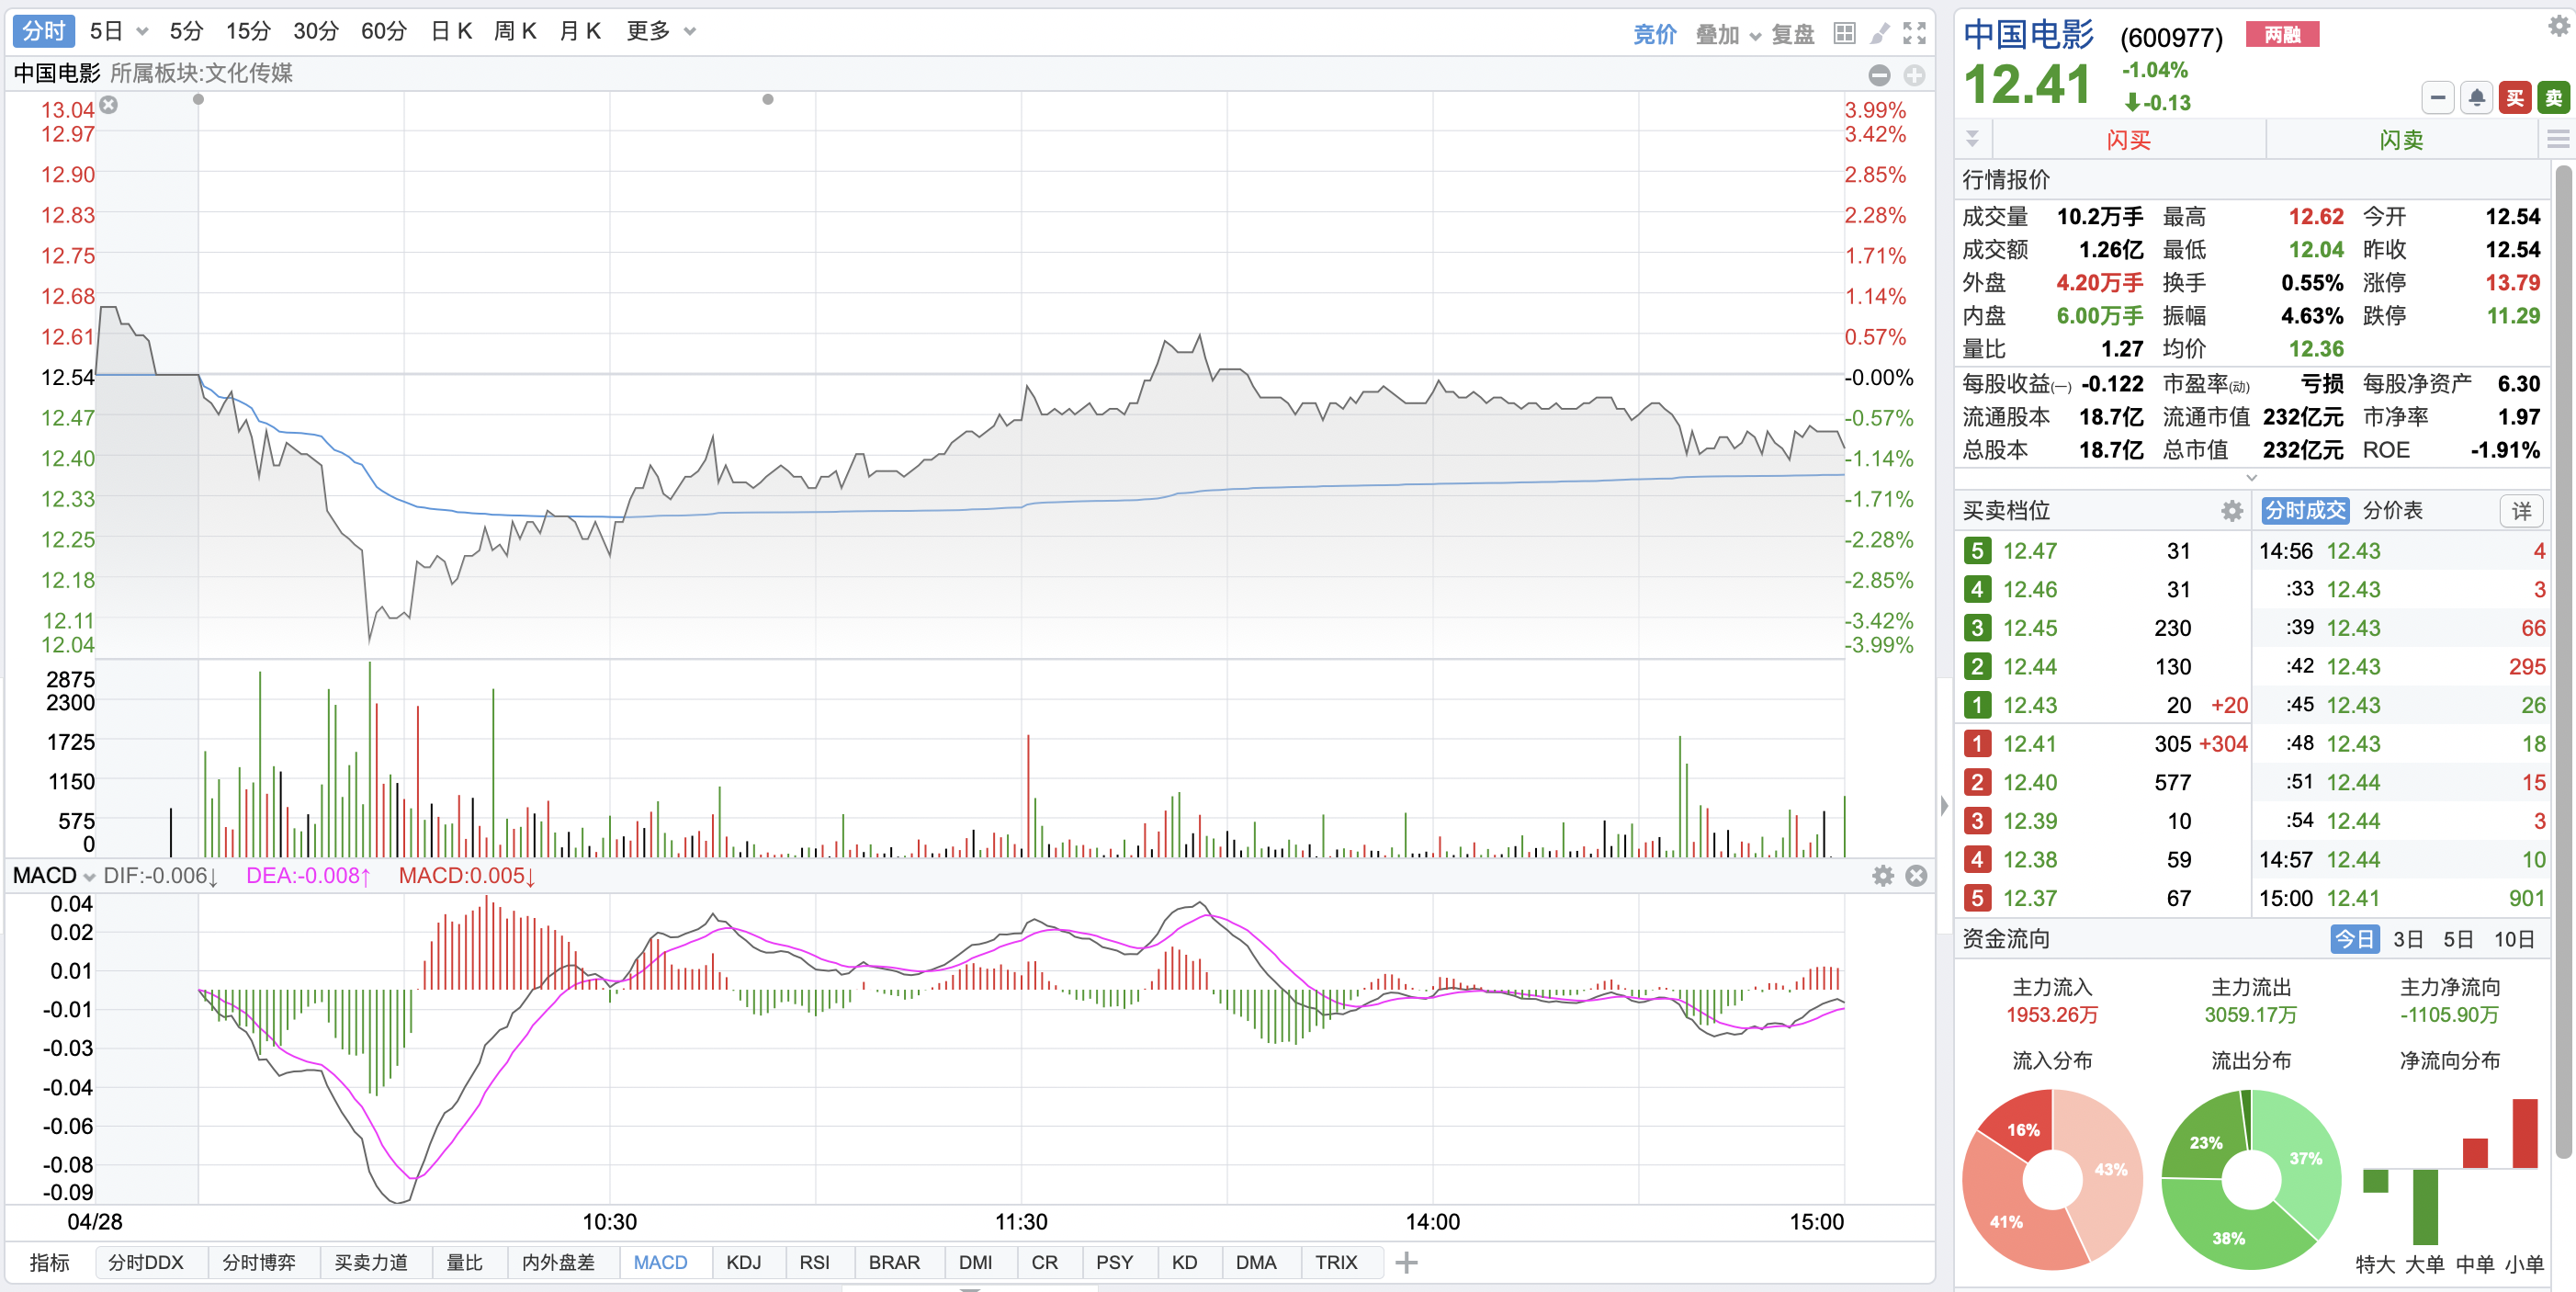 分时 5日 5分 15分 30分 60分 日K 周K 月K 更多 竞价 叠加 复盘
中国电影 所属板块:文化传媒
13.04 3.99%
12.97 3.42%
12.90 2.85%
12.83 2.28%
12.75 1.71%
12.68 1.14%
12.61 0.57%
12.54 -0.00%
12.47 -0.57%
12.40 -1.14%
12.33 -1.71%
12.25 -2.28%
12.18 -2.85%
12.11 -3.42%
12.04 -3.99%
2875
2300
1725
1150
575
0
MACD DIF:-0.006↓ DEA:-0.008↑ MACD:0.005↓
0.04
0.02
0.01
-0.01
-0.03
-0.04
-0.06
-0.08
-0.09
04/28 10:30 11:30 14:00 15:00
指标 分时DDX 分时博弈 买卖力道 量比 内外盘差 MACD KDJ RSI BRAR DMI CR PSY KD DMA TRIX
中国电影 (600977) 两融
12.41 -1.04%
-0.13
买 卖
闪买 闪卖
行情报价
成交量 10.2万手 最高 12.62 今开 12.54
成交额 1.26亿 最低 12.04 昨收 12.54
外盘 4.20万手 换手 0.55% 涨停 13.79
内盘 6.00万手 振幅 4.63% 跌停 11.29
量比 1.27 均价 12.36
每股收益(一) -0.122 市盈率(动) 亏损 每股净资产 6.30
流通股本 18.7亿 流通市值 232亿元 市净率 1.97
总股本 18.7亿 总市值 232亿元 ROE -1.91%
买卖档位
5 12.47 31
4 12.46 31
3 12.45 230
2 12.44 130
1 12.43 20 +20
1 12.41 305 +304
2 12.40 577
3 12.39 10
4 12.38 59
5 12.37 67
分时成交 分价表 详
14:56 12.43 4
:33 12.43 3
:39 12.43 66
:42 12.43 295
:45 12.43 26
:48 12.43 18
:51 12.44 15
:54 12.44 3
14:57 12.44 10
15:00 12.41 901
资金流向 今日 3日 5日 10日
主力流入 主力流出 主力净流向
1953.26万 3059.17万 -1105.90万
流入分布 流出分布 净流向分布
16% 43% 41%
23% 37% 38%
特大 大单 中单 小单